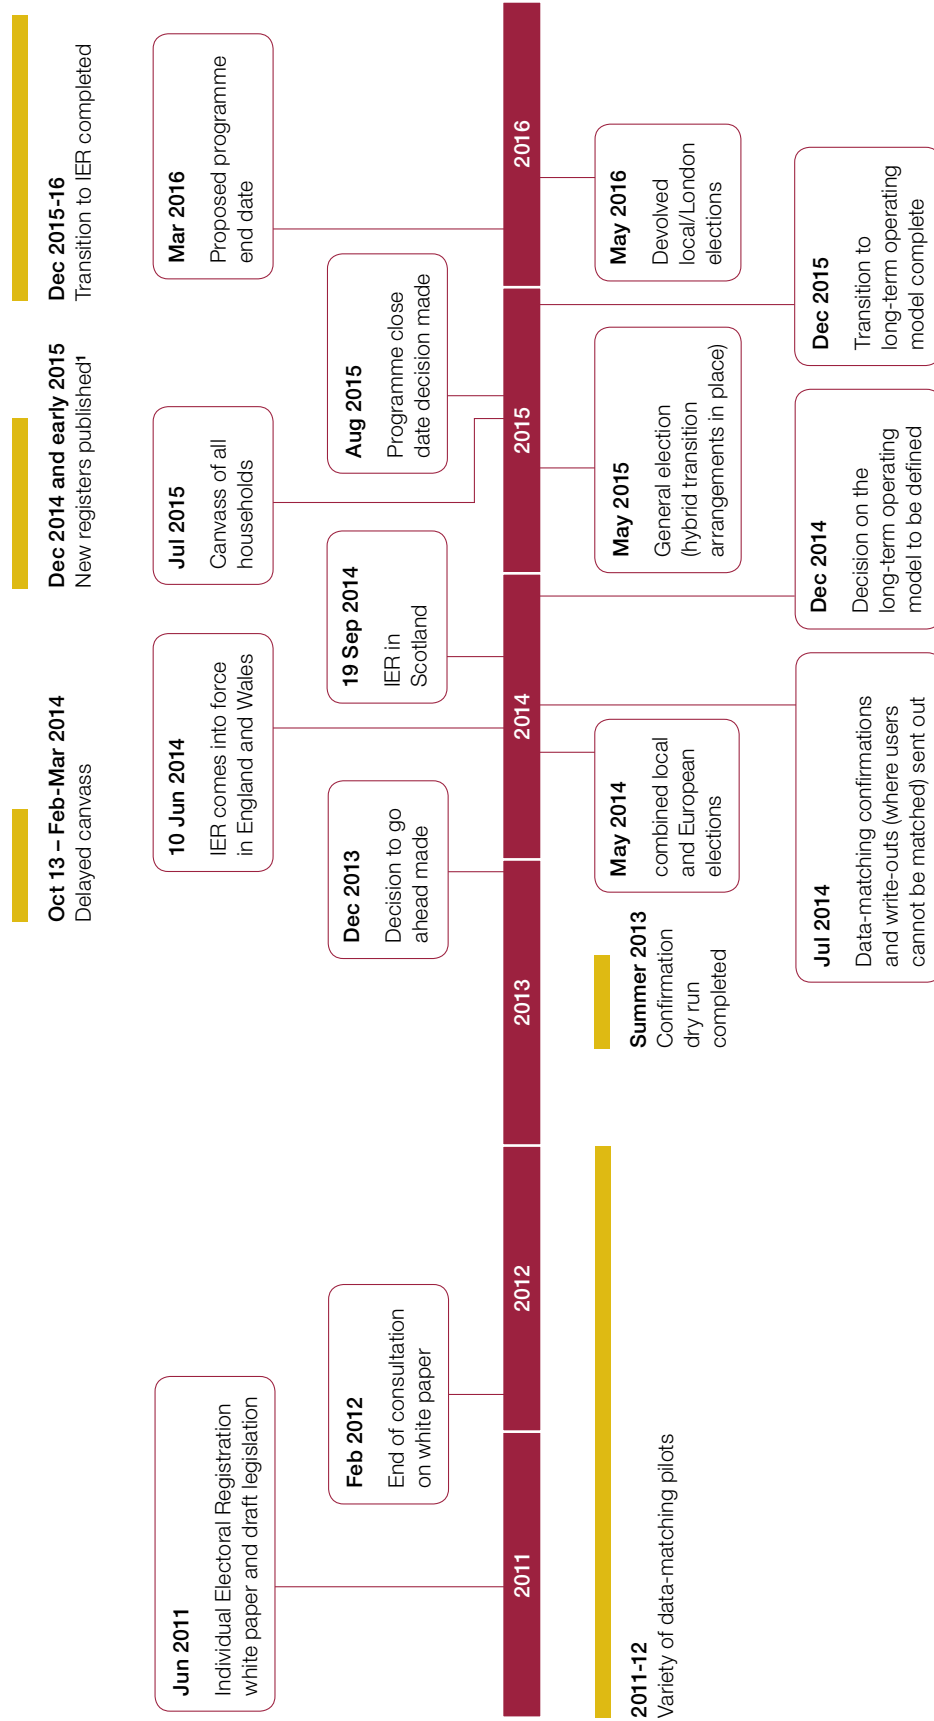 Oct 13 – Feb-Mar 2014
Delayed canvass
Dec 2014 and early 2015
New registers published¹
Dec 2015-16
Transition to IER completed
Jun 2011
Individual Electoral Registration
white paper and draft legislation
10 Jun 2014
IER comes into force
in England and Wales
Jul 2015
Canvass of all
households
Mar 2016
Proposed programme
end date
Feb 2012
End of consultation
on white paper
Dec 2013
Decision to go
ahead made
19 Sep 2014
IER in
Scotland
Aug 2015
Programme close
date decision made
2011
2012
2013
2014
2015
2016
2011-12
Variety of data-matching pilots
Summer 2013
Confirmation
dry run
completed
May 2014
combined local
and European
elections
May 2015
General election
(hybrid transition
arrangements in place)
May 2016
Devolved
local/London
elections
Jul 2014
Data-matching confirmations
and write-outs (where users
cannot be matched) sent out
Dec 2014
Decision on the
long-term operating
model to be defined
Dec 2015
Transition to
long-term operating
model complete